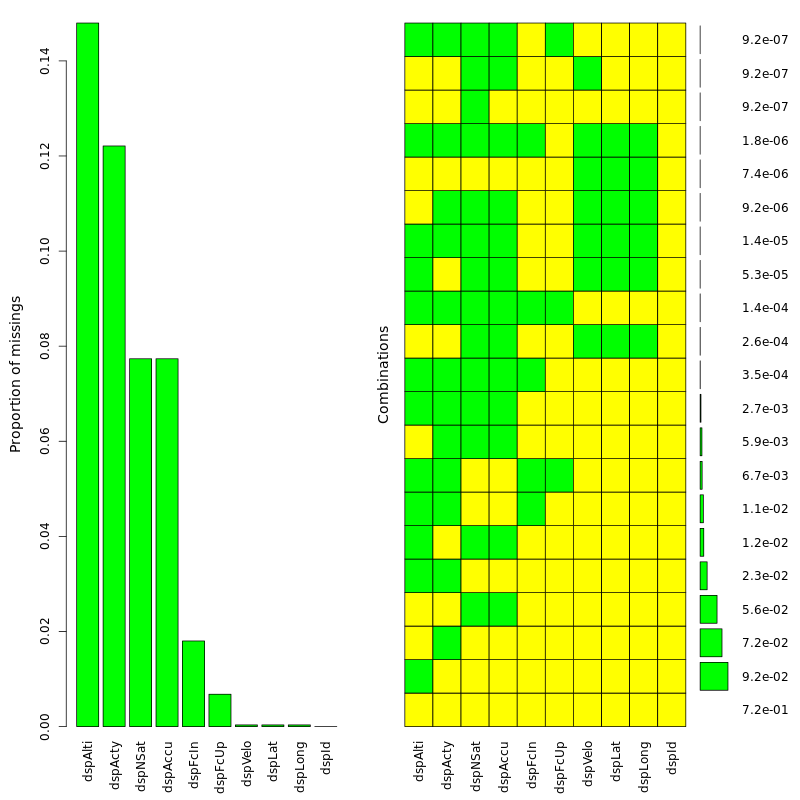 Proportion of missings
0.14
0.12
0.10
0.08
0.06
0.04
0.02
0.00
dspAlti
dspActy
dspNSat
dspAccu
dspFcIn
dspFcUp
dspVelo
dspLat
dspLong
dspId
Combinations
9.2e-07
9.2e-07
9.2e-07
1.8e-06
7.4e-06
9.2e-06
1.4e-05
5.3e-05
1.4e-04
2.6e-04
3.5e-04
2.7e-03
5.9e-03
6.7e-03
1.1e-02
1.2e-02
2.3e-02
5.6e-02
7.2e-02
9.2e-02
7.2e-01
dspAlti
dspActy
dspNSat
dspAccu
dspFcIn
dspFcUp
dspVelo
dspLat
dspLong
dspId